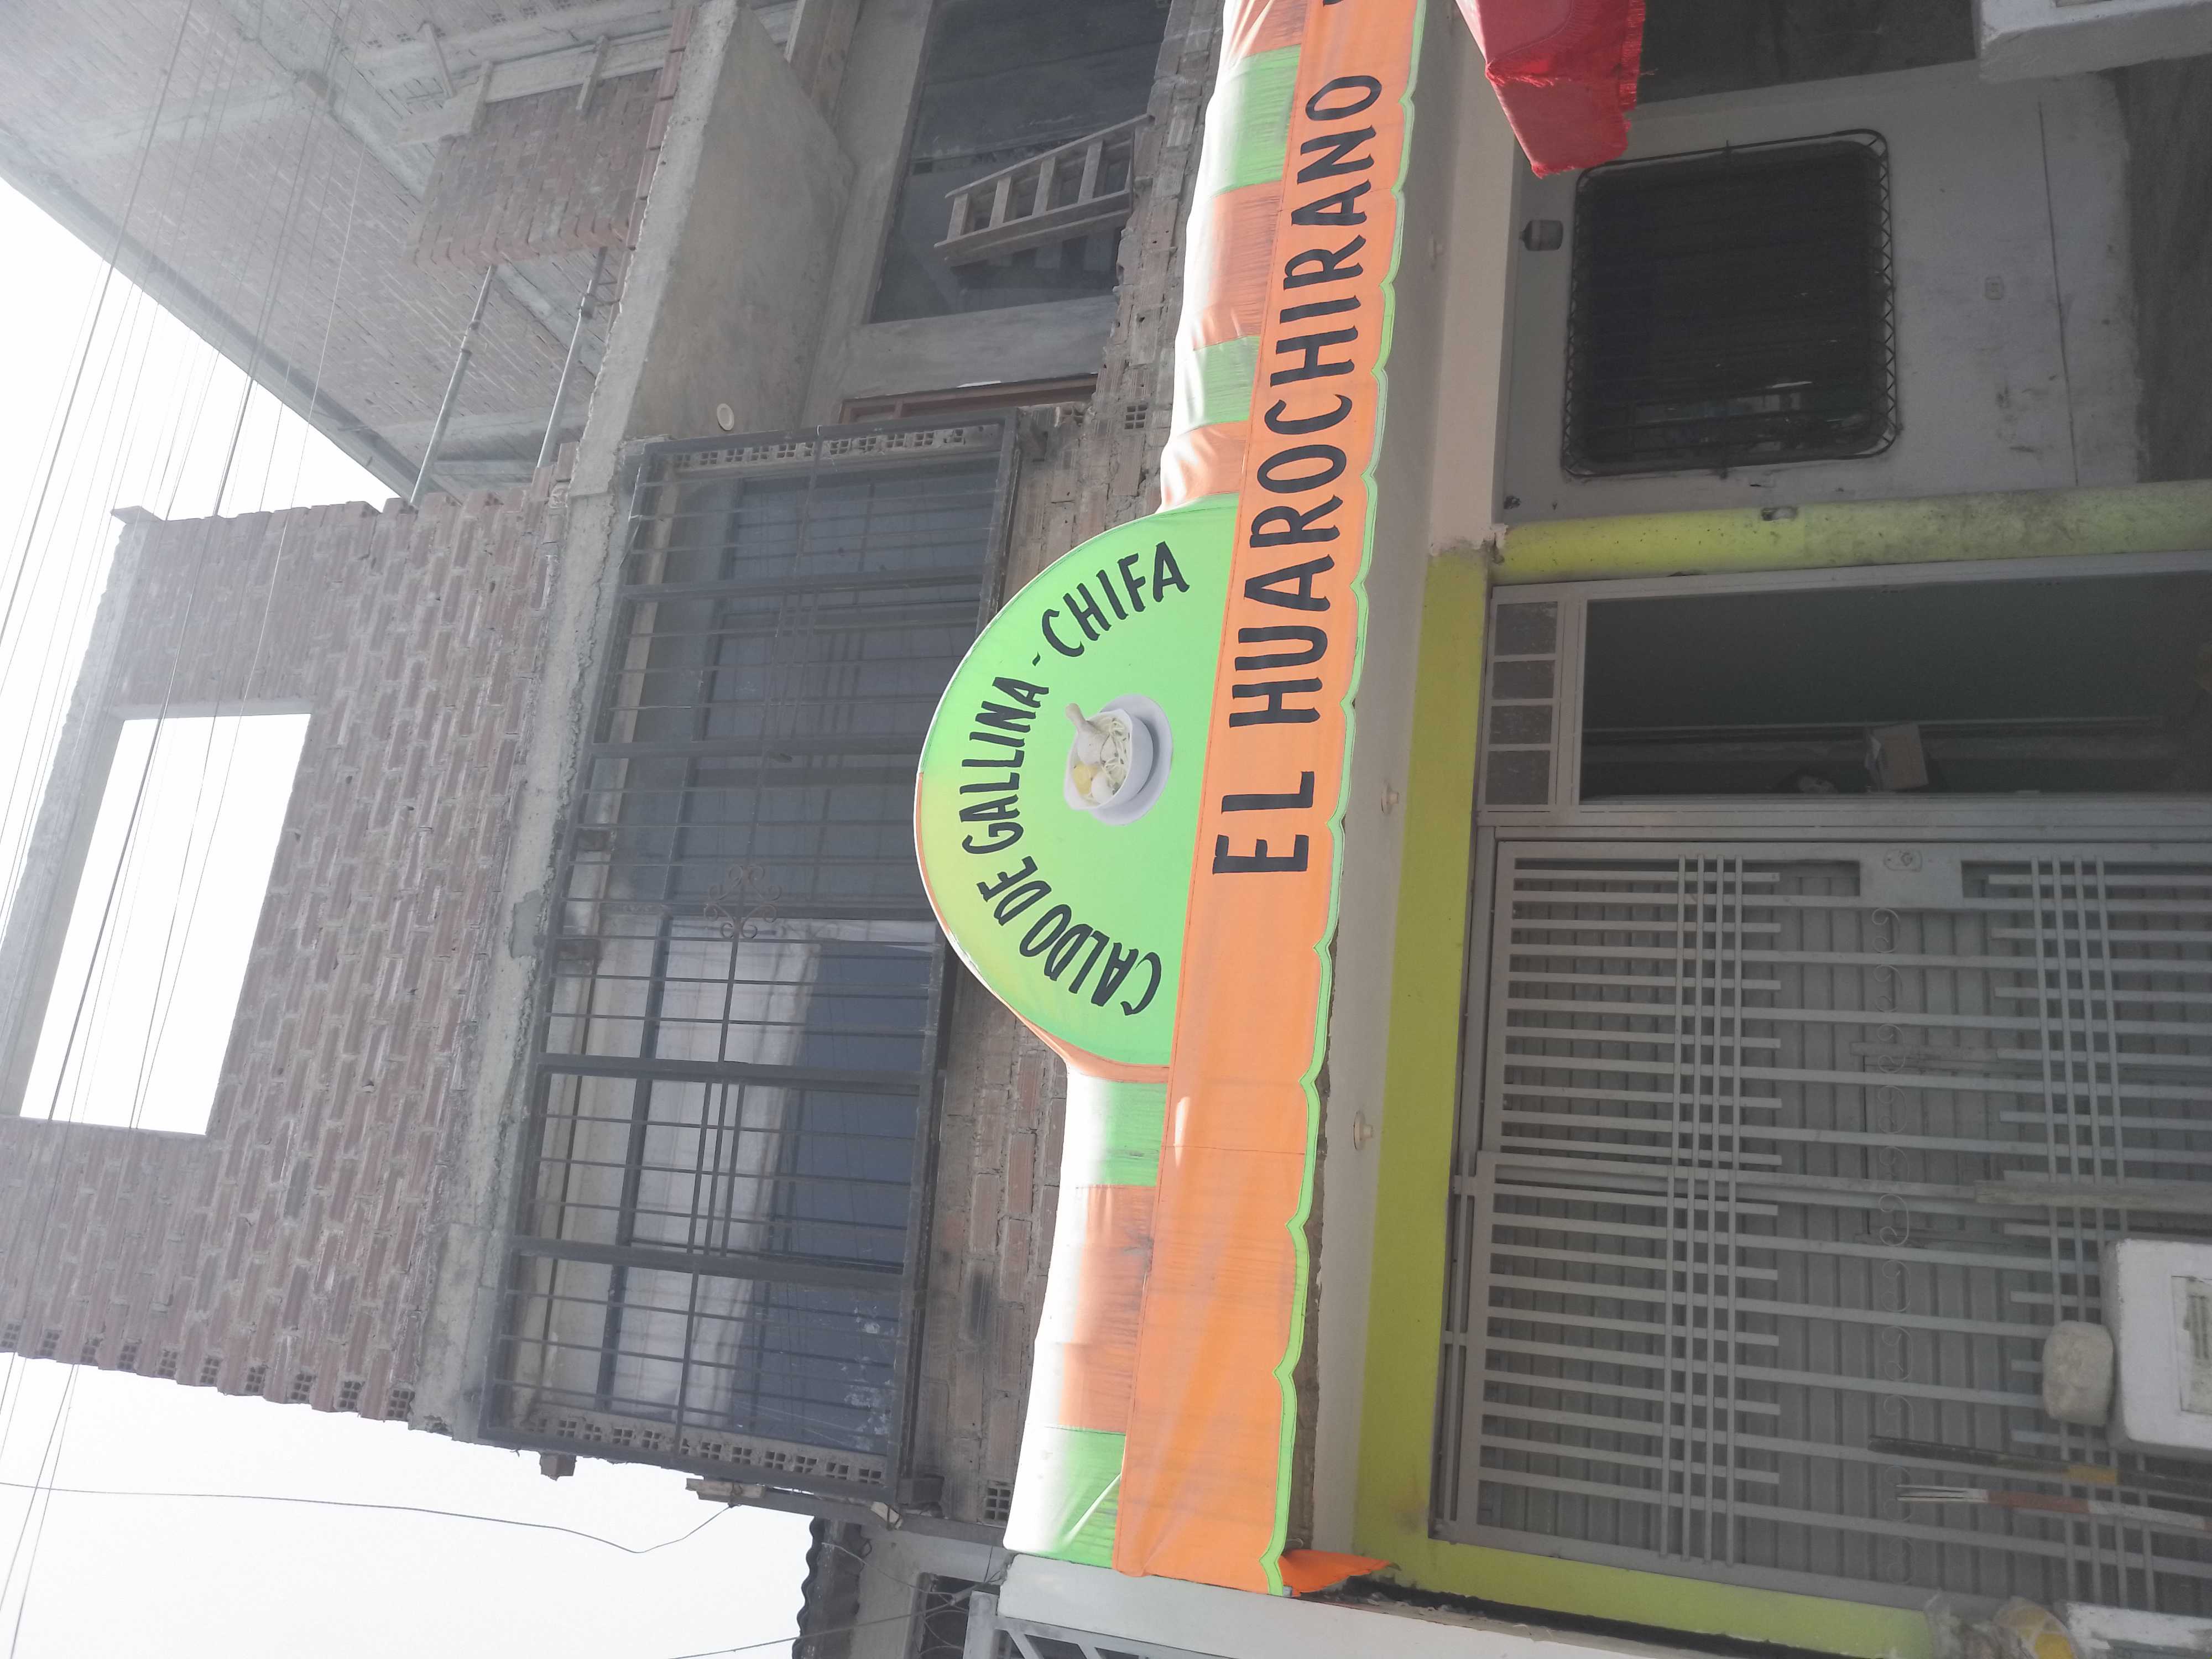 CALDO DE GALLINA - CHIFA
EL HUAROCHIRANO